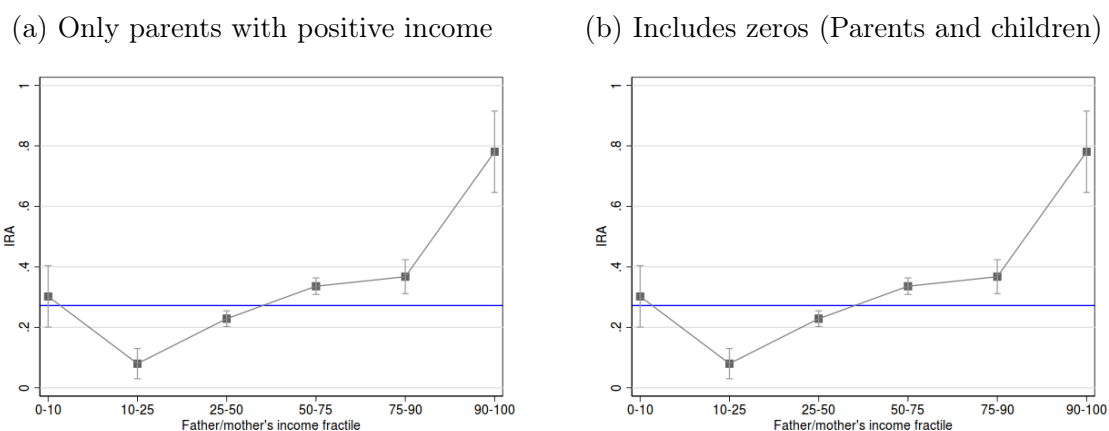 (a) Only parents with positive income
1
.8
.6
.4
.2
0
IRA
0-10 10-25 25-50 50-75 75-90 90-100
Father/mother's income fractile
(b) Includes zeros (Parents and children)
1
.8
.6
.4
.2
0
IRA
0-10 10-25 25-50 50-75 75-90 90-100
Father/mother's income fractile